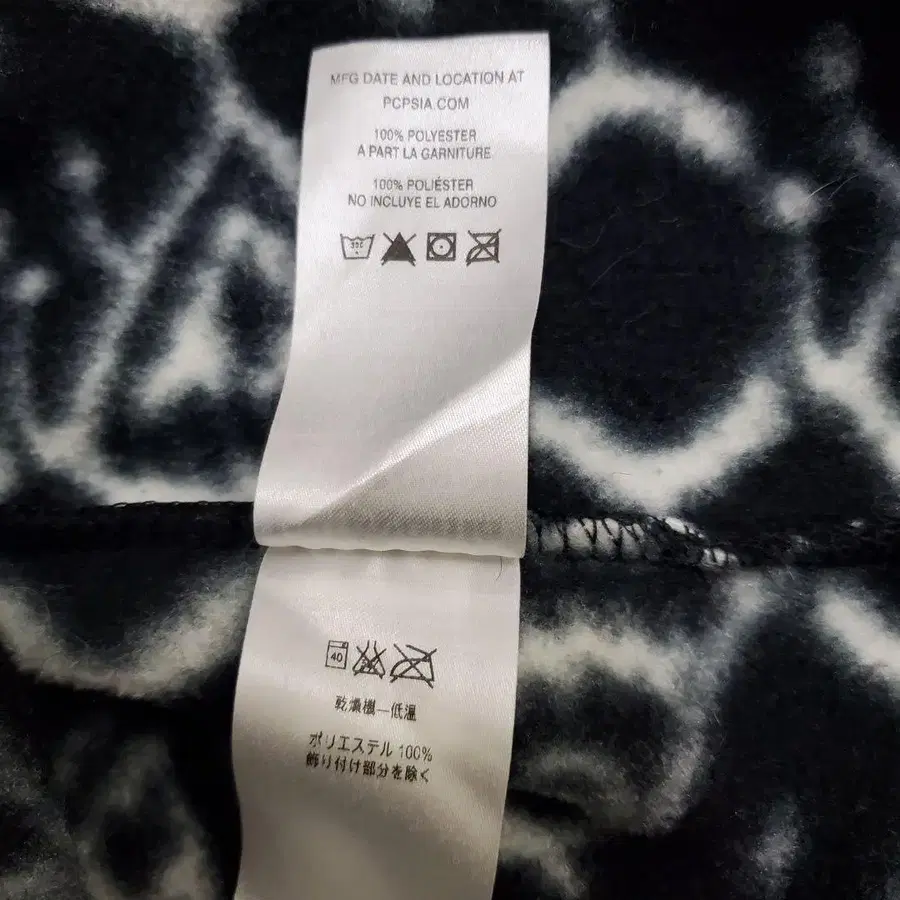 MFG DATE AND LOCATION AT
PCPSIA.COM
100% POLYESTER
A PART LA GARNITURE
100% POLIÉSTER
NO INCLUYE EL ADORNO
30C
40
乾燥機—低温
ポリエステル 100%
飾り付け部分を除く